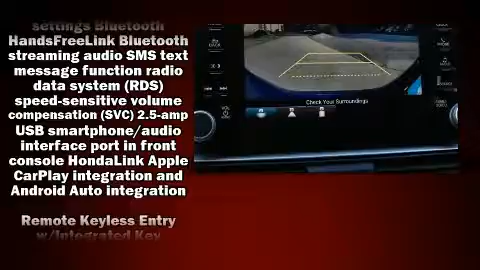 settings Bluetooth
HandsFreeLink Bluetooth
streaming audio SMS text
message function radio
data system (RDS)
speed-sensitive volume
compensation (SVC) 2.5-amp
USB smartphone/audio
interface port in front
console HondaLink Apple
CarPlay integration and
Android Auto integration
Remote Keyless Entry
w/Integrated Key
Check Your Surroundings